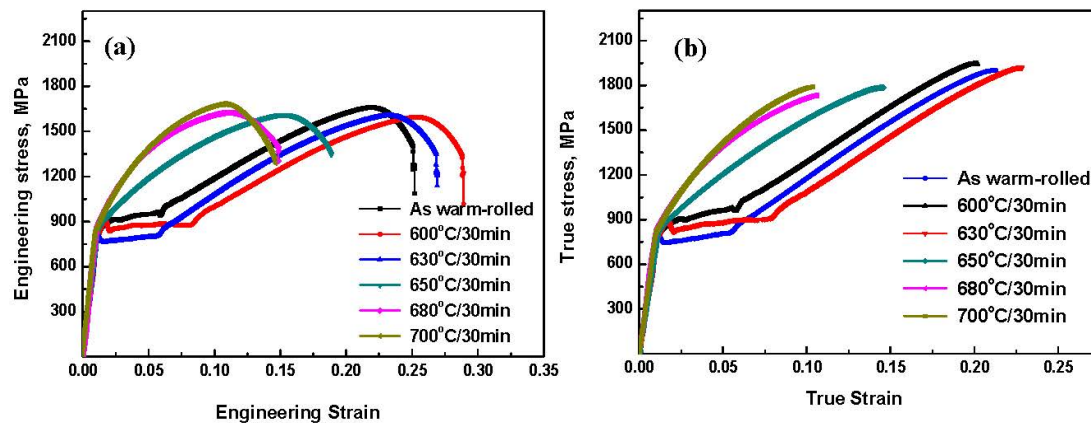 (a)
Engineering stress, MPa
2100
1800
1500
1200
900
600
300
As warm-rolled
600°C/30min
630°C/30min
650°C/30min
680°C/30min
700°C/30min
0.00 0.05 0.10 0.15 0.20 0.25 0.30 0.35
Engineering Strain
(b)
True stress, MPa
2100
1800
1500
1200
900
600
300
As warm-rolled
600°C/30min
630°C/30min
650°C/30min
680°C/30min
700°C/30min
0.00 0.05 0.10 0.15 0.20 0.25
True Strain